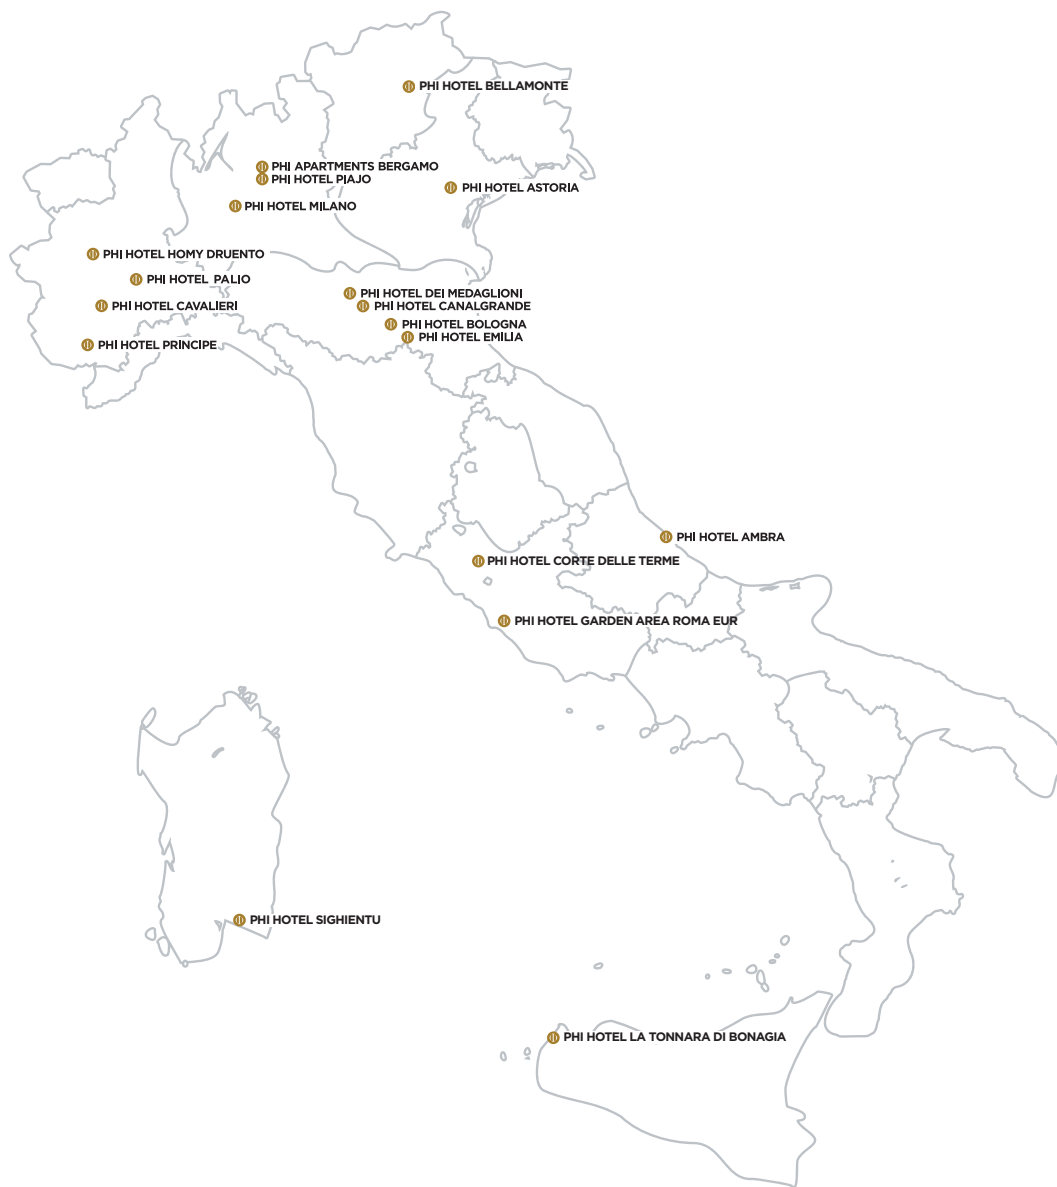 PHI HOTEL BELLAMONTE
PHI APARTMENTS BERGAMO
PHI HOTEL PIAJO
PHI HOTEL ASTORIA
PHI HOTEL MILANO
PHI HOTEL HOMY DRUENTO
PHI HOTEL PALIO
PHI HOTEL DEI MEDAGLIONI
PHI HOTEL CAVALIERI
PHI HOTEL CANALGRANDE
PHI HOTEL BOLOGNA
PHI HOTEL EMILIA
PHI HOTEL PRINCIPE
PHI HOTEL AMBRA
PHI HOTEL CORTE DELLE TERME
PHI HOTEL GARDEN AREA ROMA EUR
PHI HOTEL SIGHIENTU
PHI HOTEL LA TONNARA DI BONAGIA